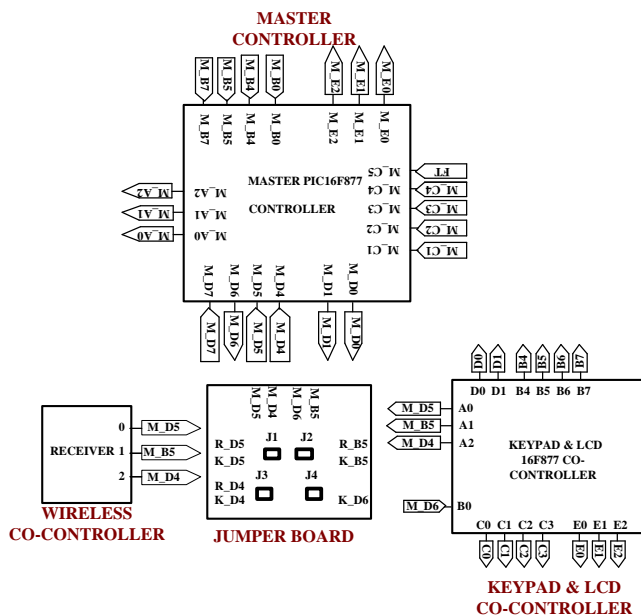 MASTER
CONTROLLER
M_B7 M_B5 M_B4 M_B0 M_E2 M_E1 M_E0
M_B7 M_B5 M_B4 M_B0 M_E2 M_E1 M_E0
M_C5 FT
MASTER PIC16F877
M_A2 M_A2 M_C4 M_C4
M_A1 M_A1 M_C3 M_C3
CONTROLLER
M_A0 M_A0 M_C2 M_C2
M_C1 M_C1
M_D7 M_D6 M_D5 M_D4 M_D1 M_D0
M_D7 M_D6 M_D5 M_D4 M_D1 M_D0
D0 D1 B4 B5 B6 B7
D0 D1 B4 B5 B6 B7
M_D5 A0
M_B5 A1
M_D4 A2
KEYPAD & LCD
16F877 CO-
CONTROLLER
M_D6 B0
C0 C1 C2 C3 E0 E1 E2
C0 C1 C2 C3 E0 E1 E2
KEYPAD & LCD
CO-CONTROLLER
0 M_D5
RECEIVER 1 M_B5
2 M_D4
WIRELESS
CO-CONTROLLER
M_D5 M_D4 M_D6 M_B5
J1 J2
R_D5 R_B5
K_D5 K_B5
J3 J4
R_D4
K_D4 K_D6
JUMPER BOARD